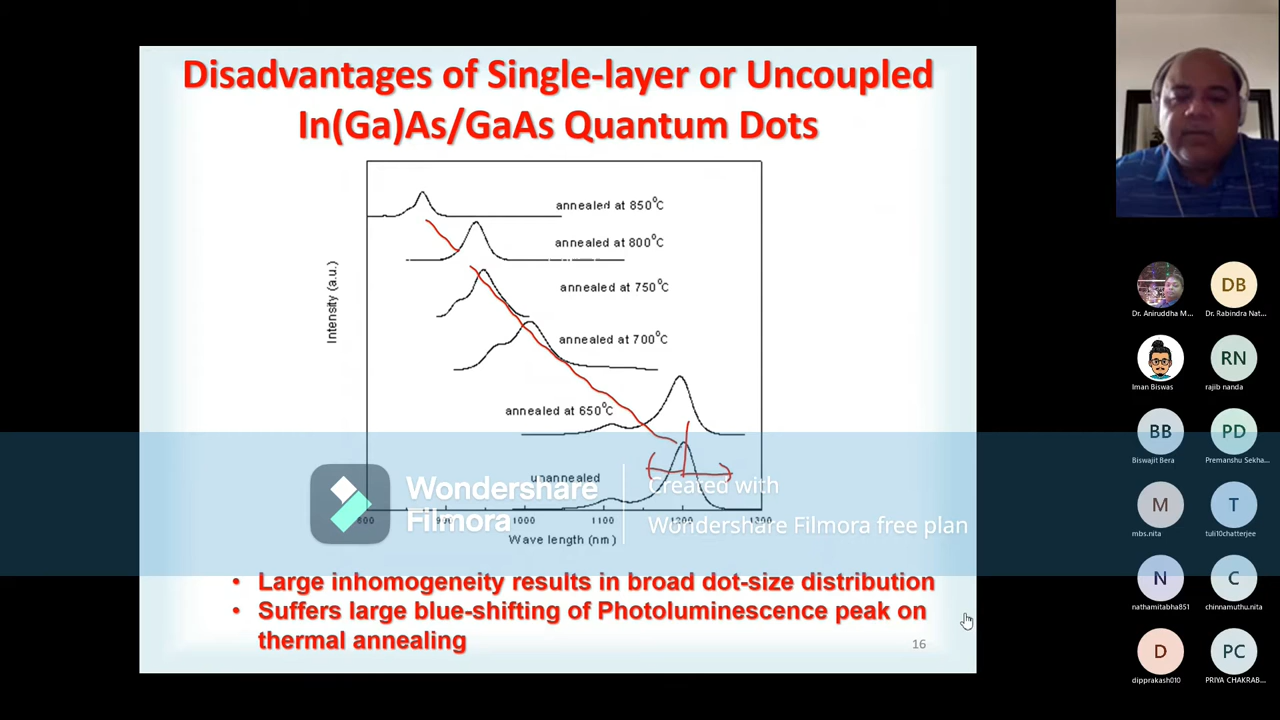 Disadvantages of Single-layer or Uncoupled
In(Ga)As/GaAs Quantum Dots
annealed at 850°C
annealed at 800°C
annealed at 750°C
annealed at 700°C
annealed at 650°C
unannealed
Intensity (a.u.)
800 900 1000 1100 1200 1300
Wave length (nm)
Wondershare
Filmora
Created with
Wondershare Filmora free plan
• Large inhomogeneity results in broad dot-size distribution
• Suffers large blue-shifting of Photoluminescence peak on
thermal annealing
16
Dr. Aniruddha M...
DB
Dr. Rabindra Nat...
Iman Biswas
RN
rajib nanda
BB
Biswajit Bera
PD
Premanshu Sekha...
M
mbs.nita
T
tuli10chatterjee
N
nathamitabha851
C
chinnamuthu.nita
D
dipprakash010
PC
PRIYA CHAKRAB...